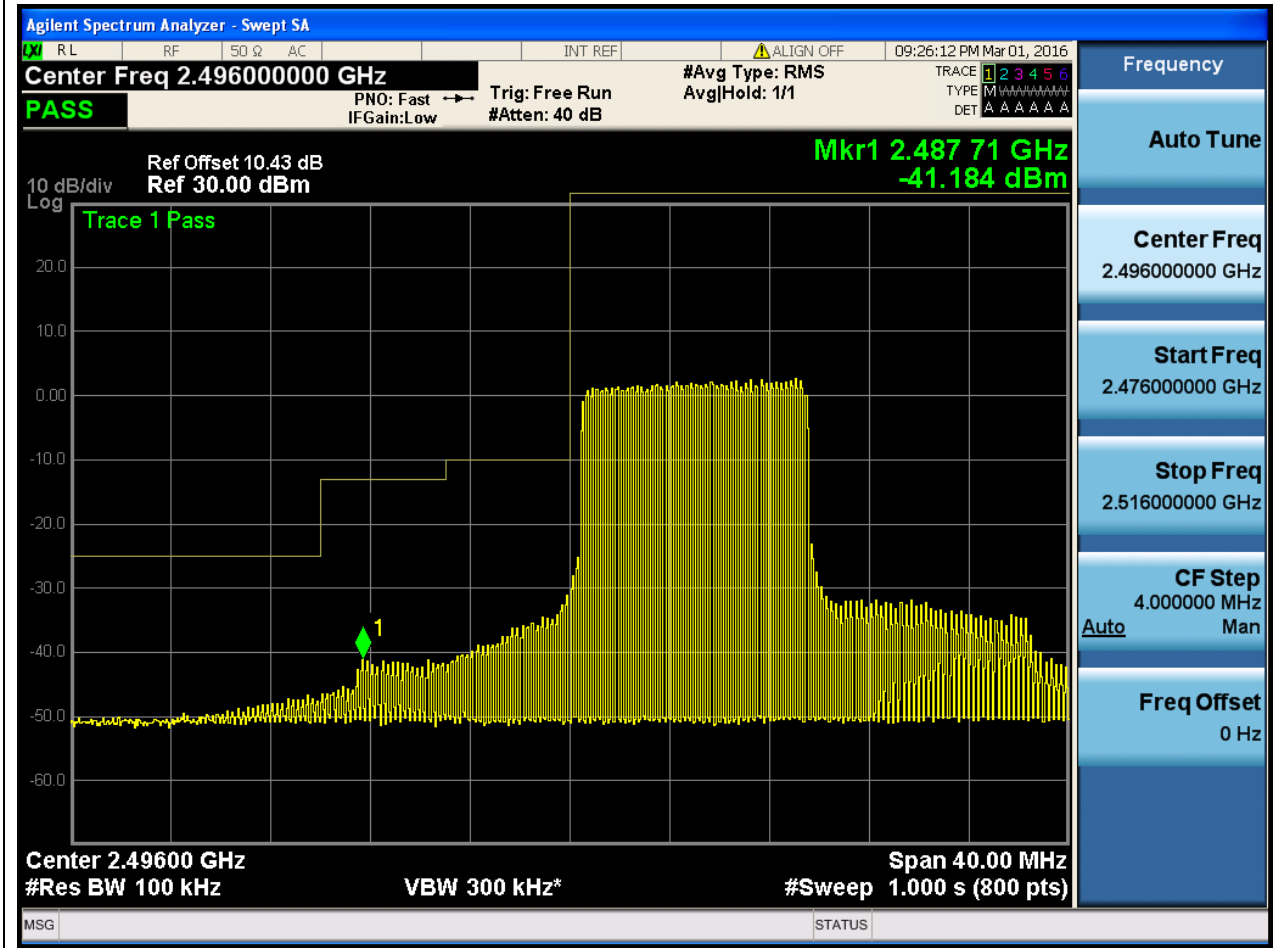 Agilent Spectrum Analyzer - Swept SA
LXI RL RF 50 Ω AC INT REF ALIGN OFF 09:26:12 PM Mar 01, 2016
Center Freq 2.496000000 GHz
PASS
PNO: Fast
IFGain:Low
Trig: Free Run
#Atten: 40 dB
#Avg Type: RMS
Avg|Hold: 1/1
TRACE 1 2 3 4 5 6
TYPE M
DET A A A A A A
Mkr1 2.487 71 GHz
-41.184 dBm
Ref Offset 10.43 dB
10 dB/div Ref 30.00 dBm
Log
Trace 1 Pass
20.0
10.0
0.00
-10.0
-20.0
-30.0
-40.0
-50.0
-60.0
1
Center 2.49600 GHz
Span 40.00 MHz
#Res BW 100 kHz
VBW 300 kHz*
#Sweep 1.000 s (800 pts)
MSG
STATUS
Frequency
Auto Tune
Center Freq
2.496000000 GHz
Start Freq
2.476000000 GHz
Stop Freq
2.516000000 GHz
CF Step
4.000000 MHz
Auto Man
Freq Offset
0 Hz